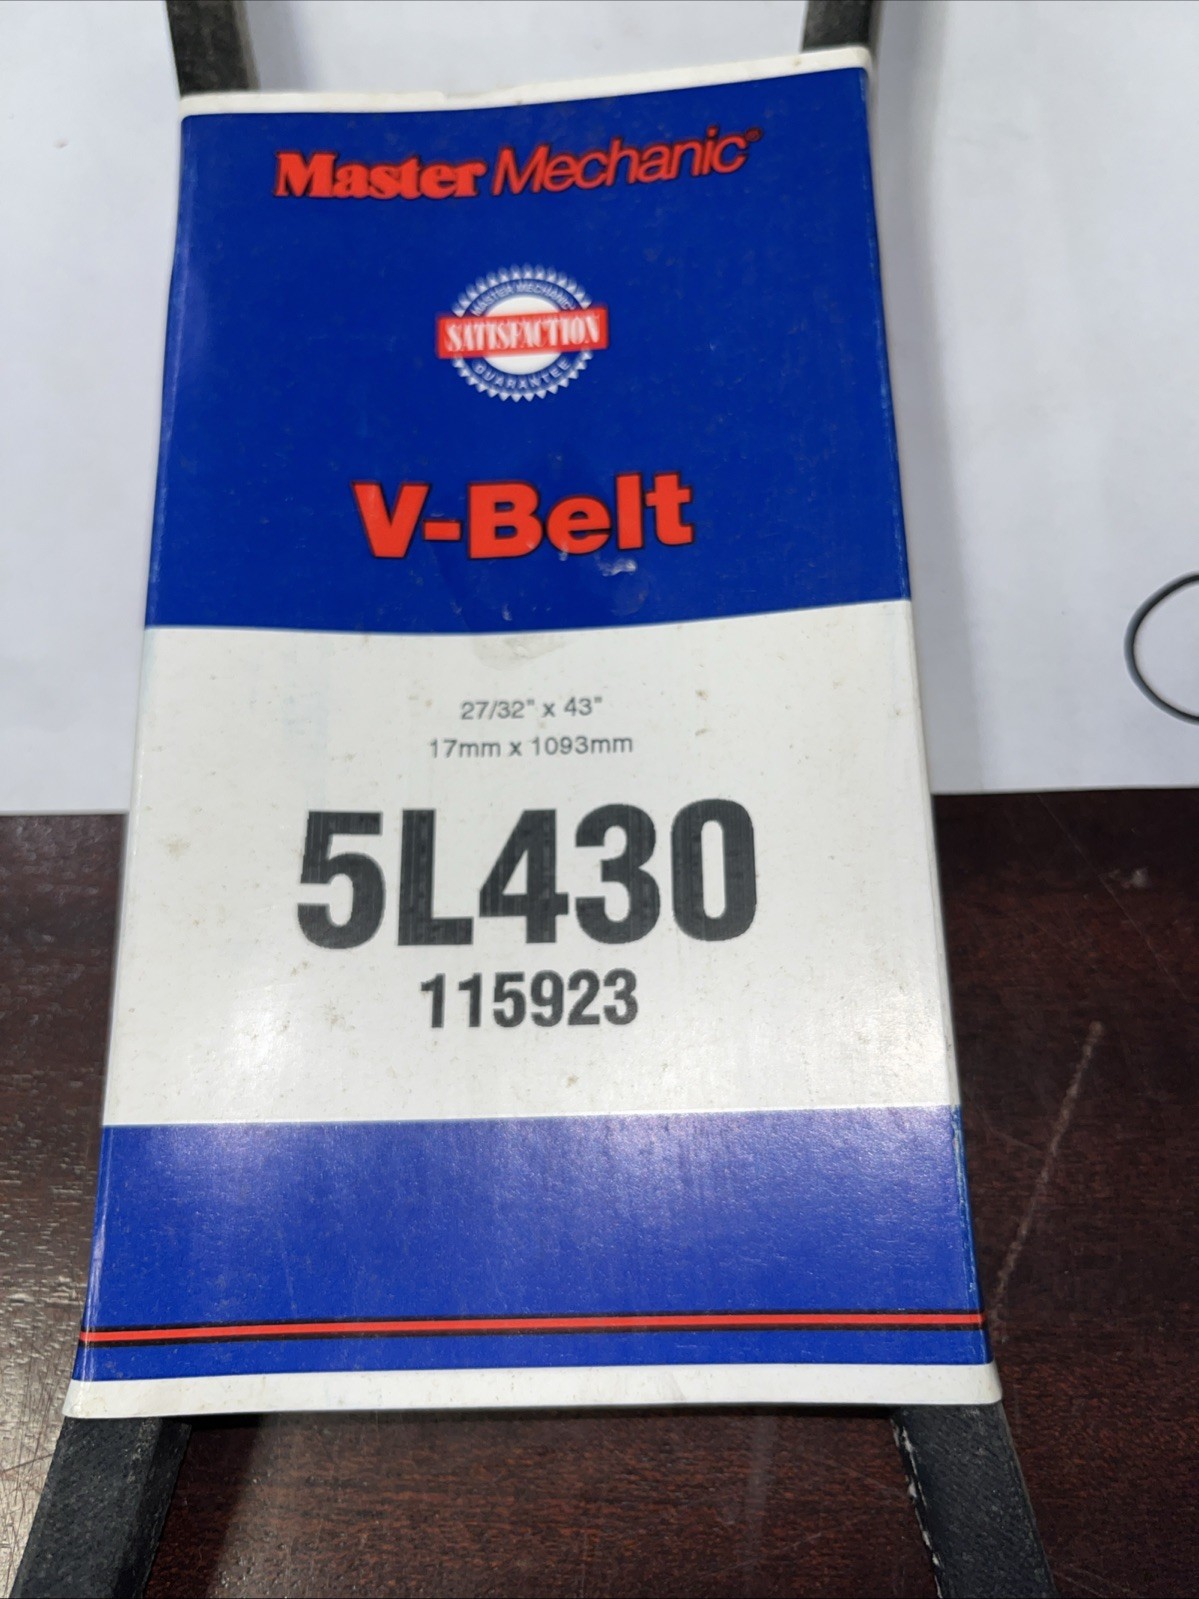 Master Mechanic®
MASTER MECHANIC
SATISFACTION
GUARANTEE
V-Belt
27/32" x 43"
17mm x 1093mm
5L430
115923